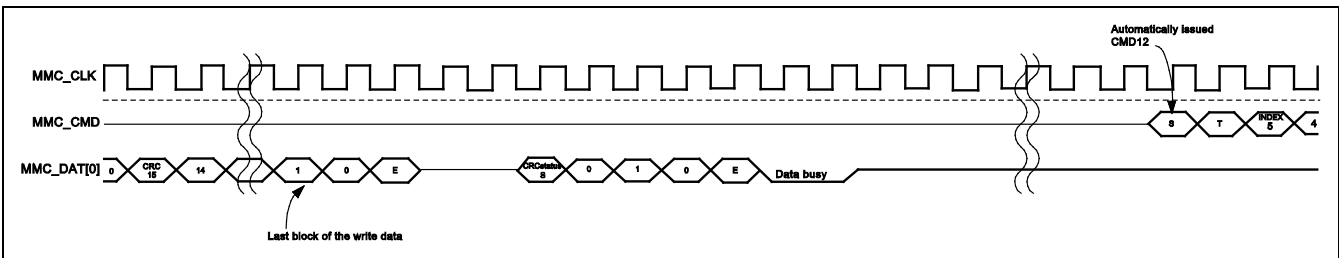 Automatically issued
CMD12
MMC_CLK
MMC_CMD
S T INDEX 5 4
MMC_DAT[0]
0 CRC 15 14 1 0 E CRCstatus S 0 1 0 E Data busy
Last block of the write data